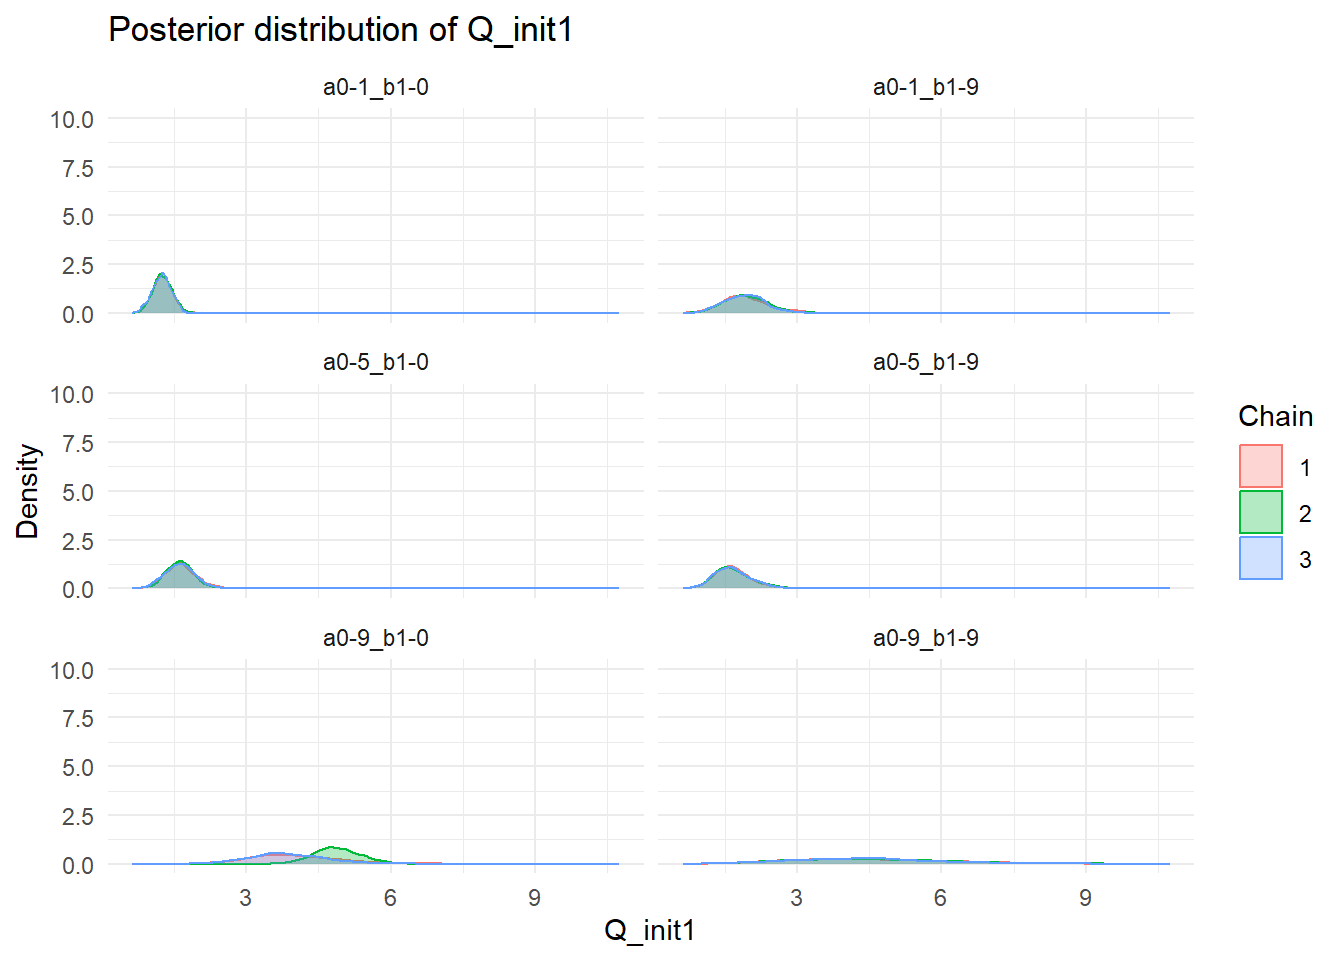 Posterior distribution of Q_init1
a0-1_b1-0 a0-1_b1-9
10.0
7.5
5.0
2.5
0.0
a0-5_b1-0 a0-5_b1-9
10.0
7.5
5.0
2.5
0.0
a0-9_b1-0 a0-9_b1-9
10.0
7.5
5.0
2.5
0.0
Density
3 6 9 3 6 9
Q_init1
Chain
1
2
3